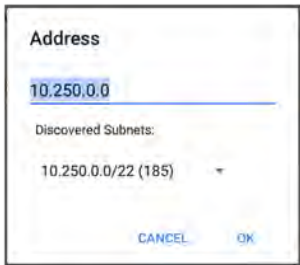 Address
10.250.0.0
Discovered Subnets:
10.250.0.0/22 (185)
CANCEL OK